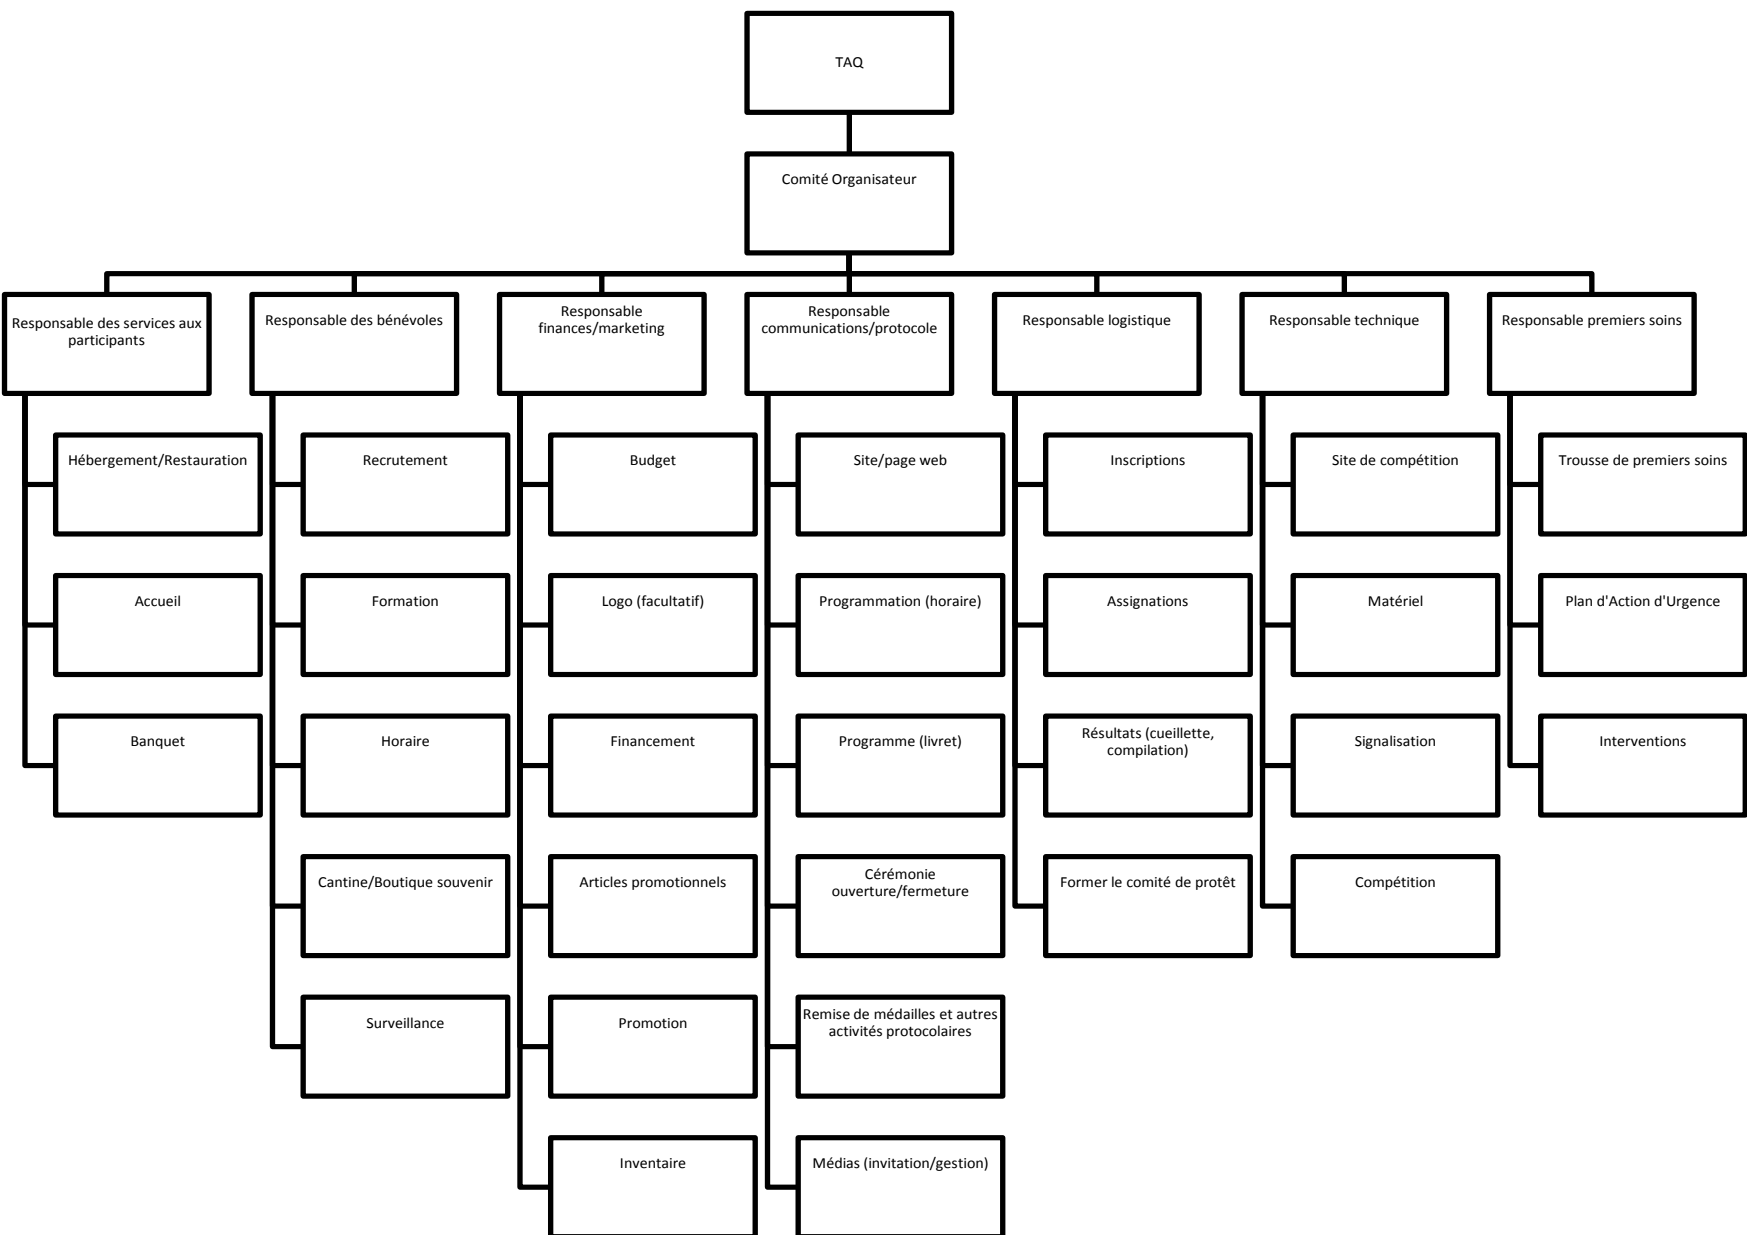 TAQ
Comité Organisateur
Responsable des services aux
participants
Responsable des bénévoles
Responsable
finances/marketing
Responsable
communications/protocole
Responsable logistique
Responsable technique
Responsable premiers soins
Hébergement/Restauration
Accueil
Banquet
Recrutement
Formation
Horaire
Cantine/Boutique souvenir
Surveillance
Budget
Logo (facultatif)
Financement
Articles promotionnels
Promotion
Inventaire
Site/page web
Programmation (horaire)
Programme (livret)
Cérémonie
ouverture/fermeture
Remise de médailles et autres
activités protocolaires
Médias (invitation/gestion)
Inscriptions
Assignations
Résultats (cueillette,
compilation)
Former le comité de protêt
Site de compétition
Matériel
Signalisation
Compétition
Trousse de premiers soins
Plan d'Action d'Urgence
Interventions